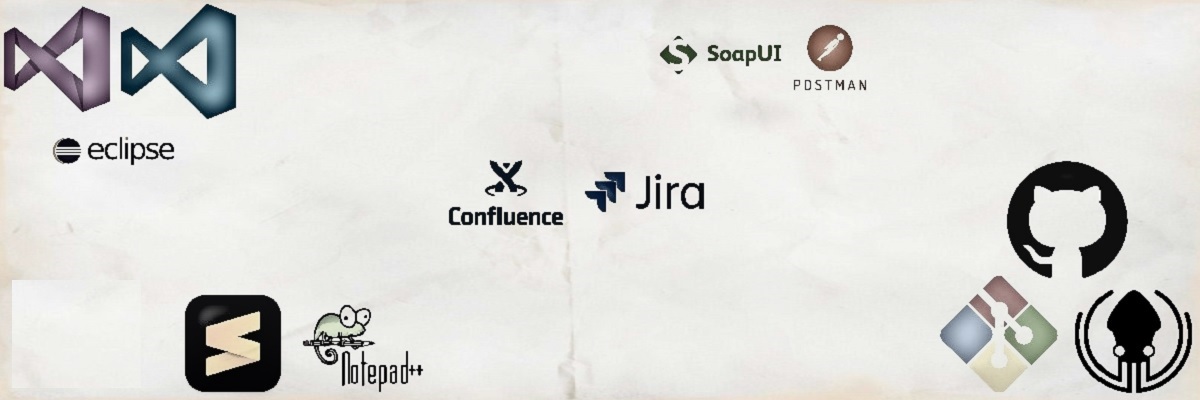 SoapUI
POSTMAN
eclipse
Confluence
Jira
Notepad++